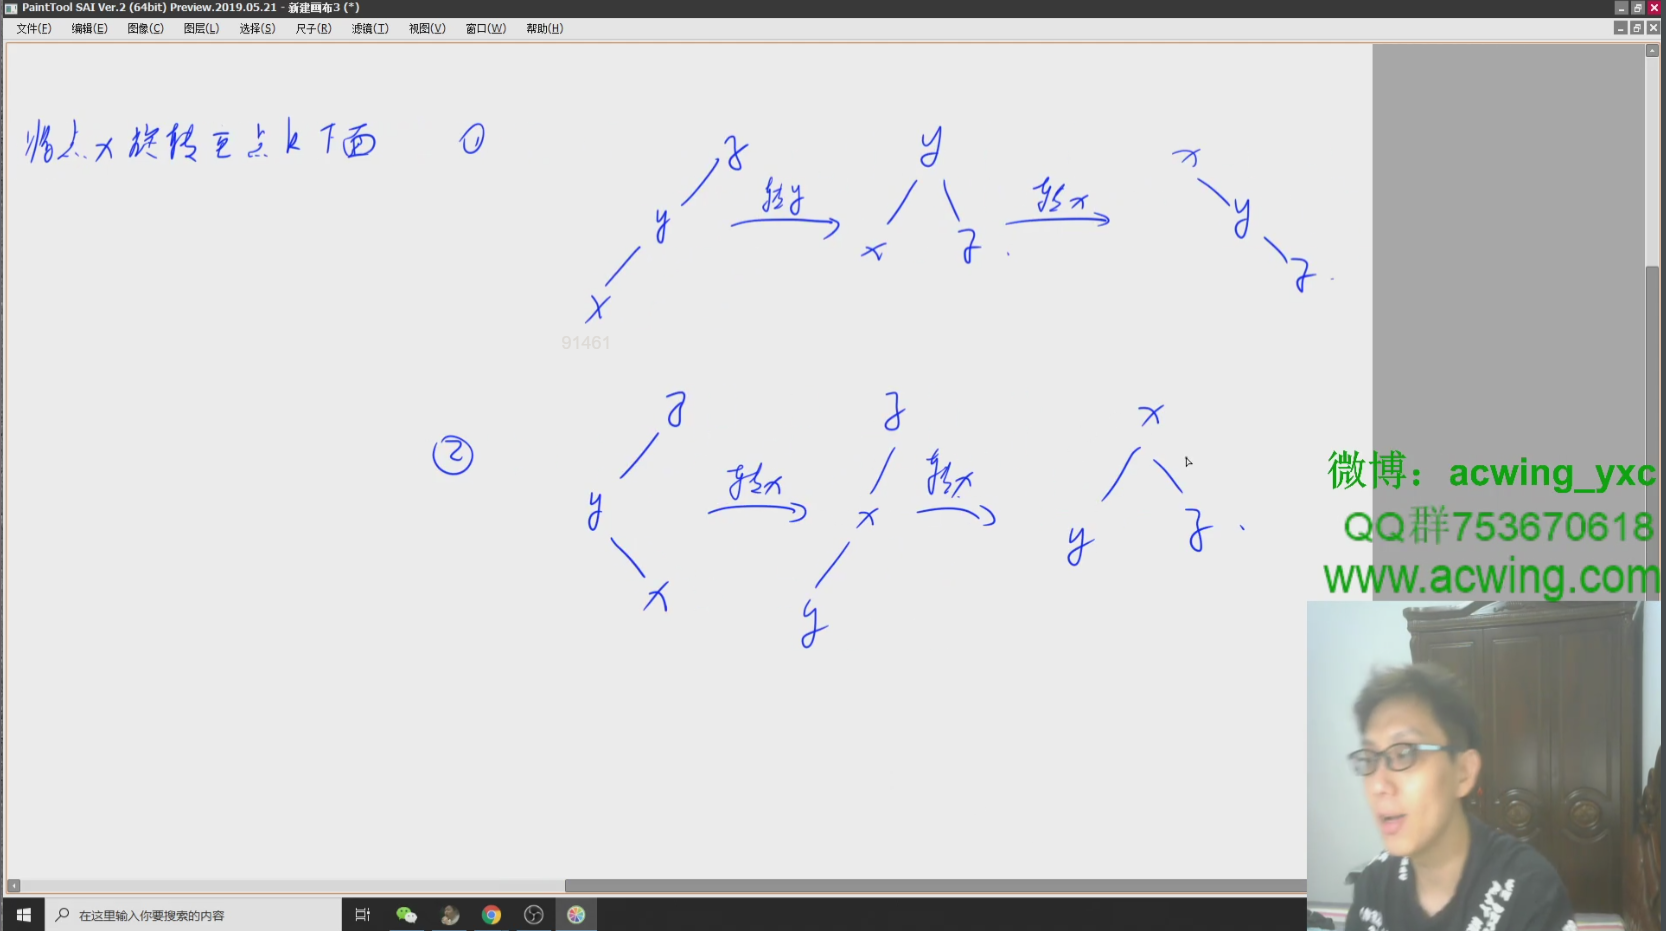 PaintTool SAI Ver.2 (64bit) Preview.2019.05.21 - 新建画布3 (*)
文件(F) 编辑(E) 图像(C) 图层(L) 选择(S) 尺子(R) 滤镜(T) 视图(V) 窗口(W) 帮助(H)
将点x旋转至点k下面 ①
z
y
x
转y
y
x z
转x
x
y
z
91461
②
z
y
x
转x
z
x
y
转x
x
y z
微博：acwing_yxc
QQ群753670618
www.acwing.com
在这里输入你要搜索的内容